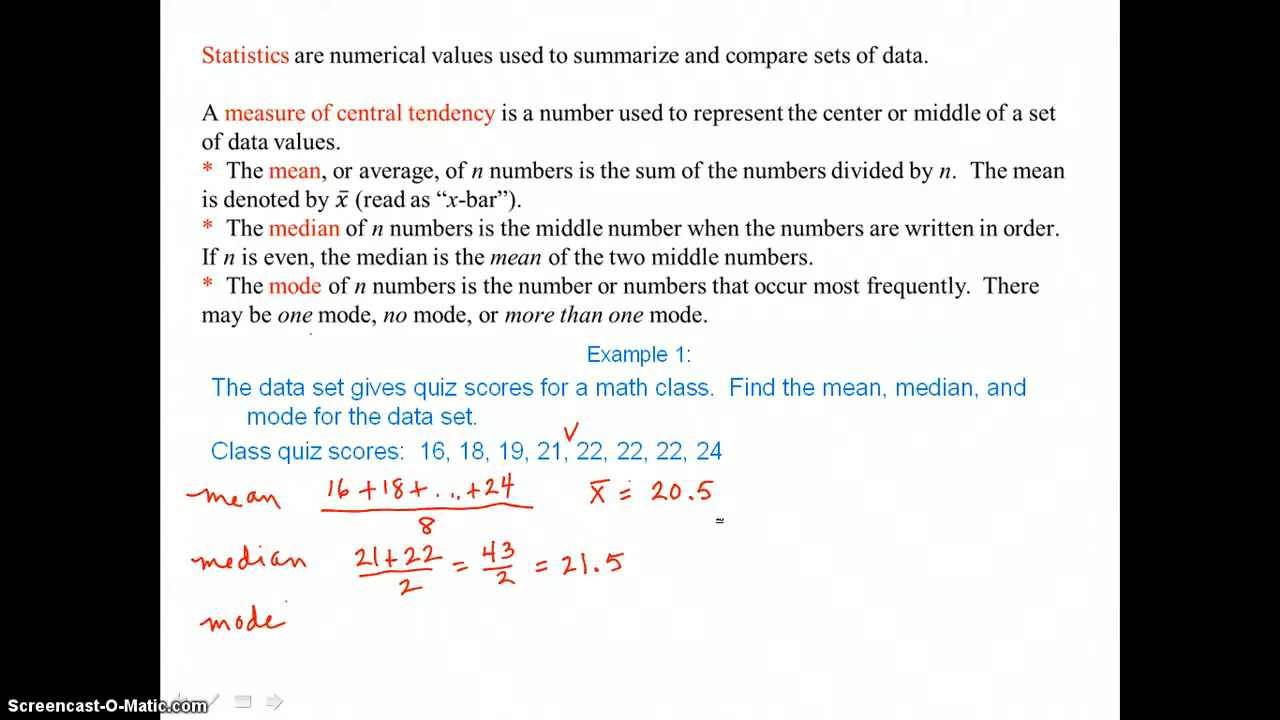 Statistics are numerical values used to summarize and compare sets of data.
A measure of central tendency is a number used to represent the center or middle of a set
of data values.
* The mean, or average, of n numbers is the sum of the numbers divided by n. The mean
is denoted by x̄ (read as “x-bar”).
* The median of n numbers is the middle number when the numbers are written in order.
If n is even, the median is the mean of the two middle numbers.
* The mode of n numbers is the number or numbers that occur most frequently. There
may be one mode, no mode, or more than one mode.
Example 1:
The data set gives quiz scores for a math class. Find the mean, median, and
mode for the data set.
Class quiz scores: 16, 18, 19, 21, 22, 22, 22, 24
mean 16 + 18 + ... + 24 / 8 x̄ = 20.5
median 21 + 22 / 2 = 43 / 2 = 21.5
mode
Screencast-O-Matic.com